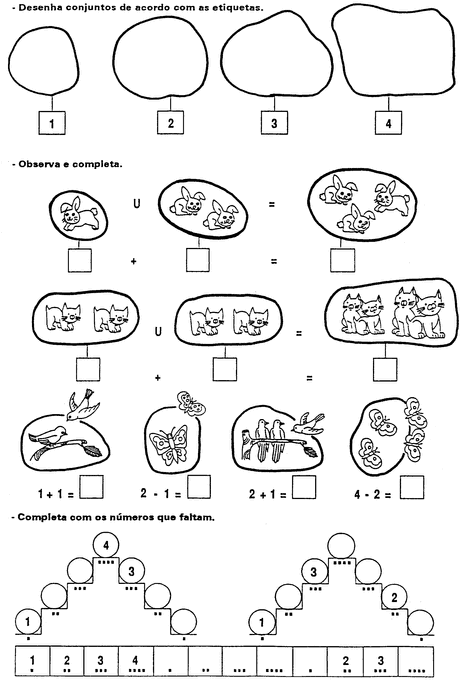 - Desenha conjuntos de acordo com as etiquetas.
1 2 3 4
- Observa e completa.
U =
+ =
U =
+ =
1 + 1 = 2 - 1 = 2 + 1 = 4 - 2 =
- Completa com os números que faltam.
4
3 3
2
1 1
1 2 3 4 2 3